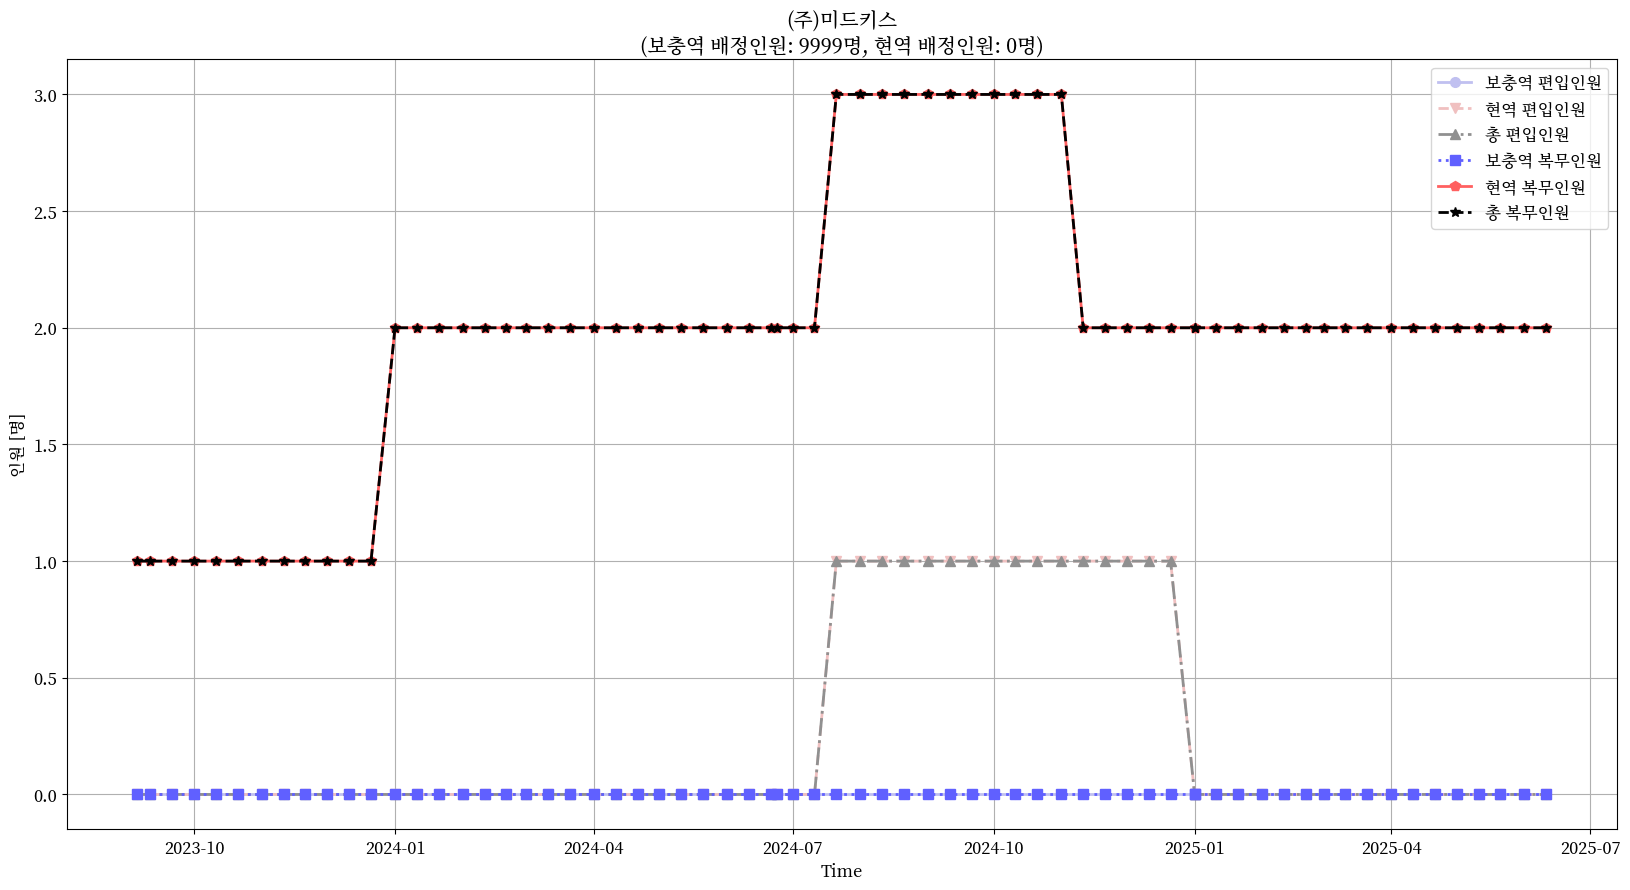 (주)미드키스
(보충역 배정인원: 9999명, 현역 배정인원: 0명)
보충역 편입인원
현역 편입인원
총 편입인원
보충역 복무인원
현역 복무인원
총 복무인원
인원 [명]
3.0
2.5
2.0
1.5
1.0
0.5
0.0
2023-10
2024-01
2024-04
2024-07
2024-10
2025-01
2025-04
2025-07
Time